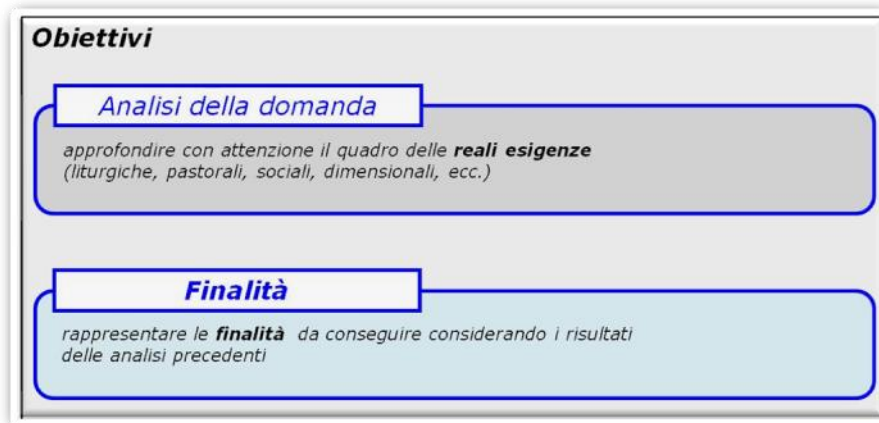 Obiettivi
Analisi della domanda
approfondire con attenzione il quadro delle reali esigenze
(liturgiche, pastorali, sociali, dimensionali, ecc.)
Finalità
rappresentare le finalità da conseguire considerando i risultati
delle analisi precedenti